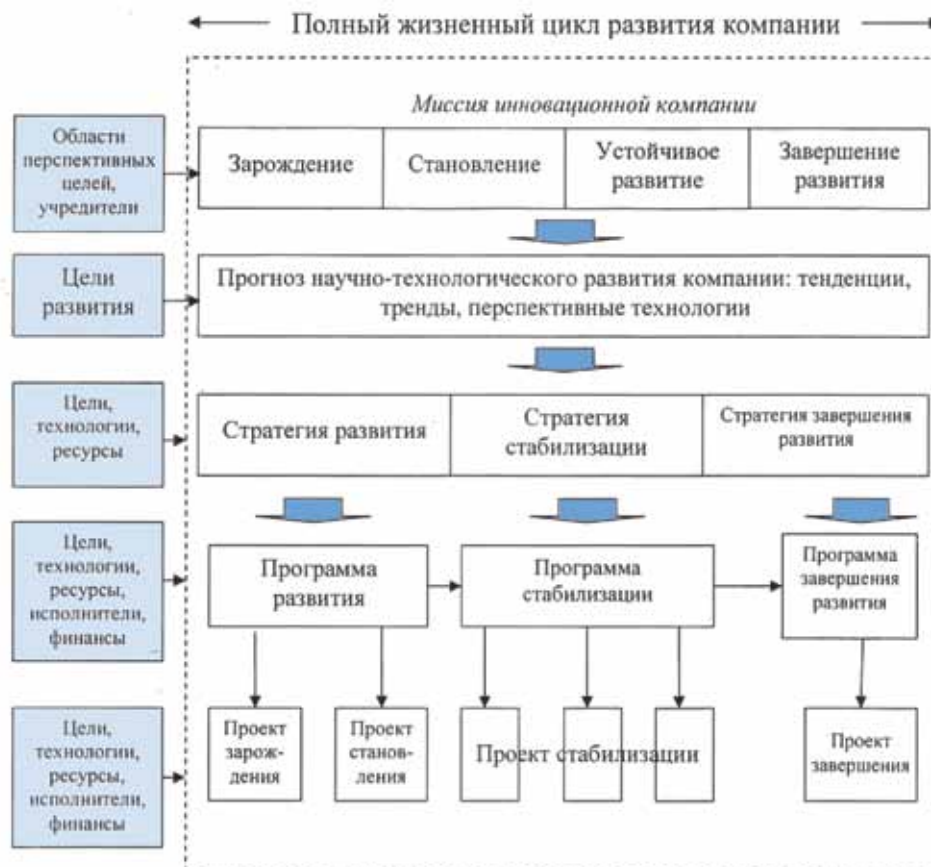 Полный жизненный цикл развития компании
Миссия инновационной компании
Области
перспективных
целей,
учредители
Зарождение
Становление
Устойчивое
развитие
Завершение
развития
Цели
развития
Прогноз научно-технологического развития компании: тенденции,
тренды, перспективные технологии
Цели,
технологии,
ресурсы
Стратегия развития
Стратегия
стабилизации
Стратегия завершения
развития
Цели,
технологии,
ресурсы,
исполнители,
финансы
Программа
развития
Программа
стабилизации
Программа
завершения
развития
Цели,
технологии,
ресурсы,
исполнители,
финансы
Проект
зарож-
дения
Проект
станов-
ления
Проект стабилизации
Проект
завершения